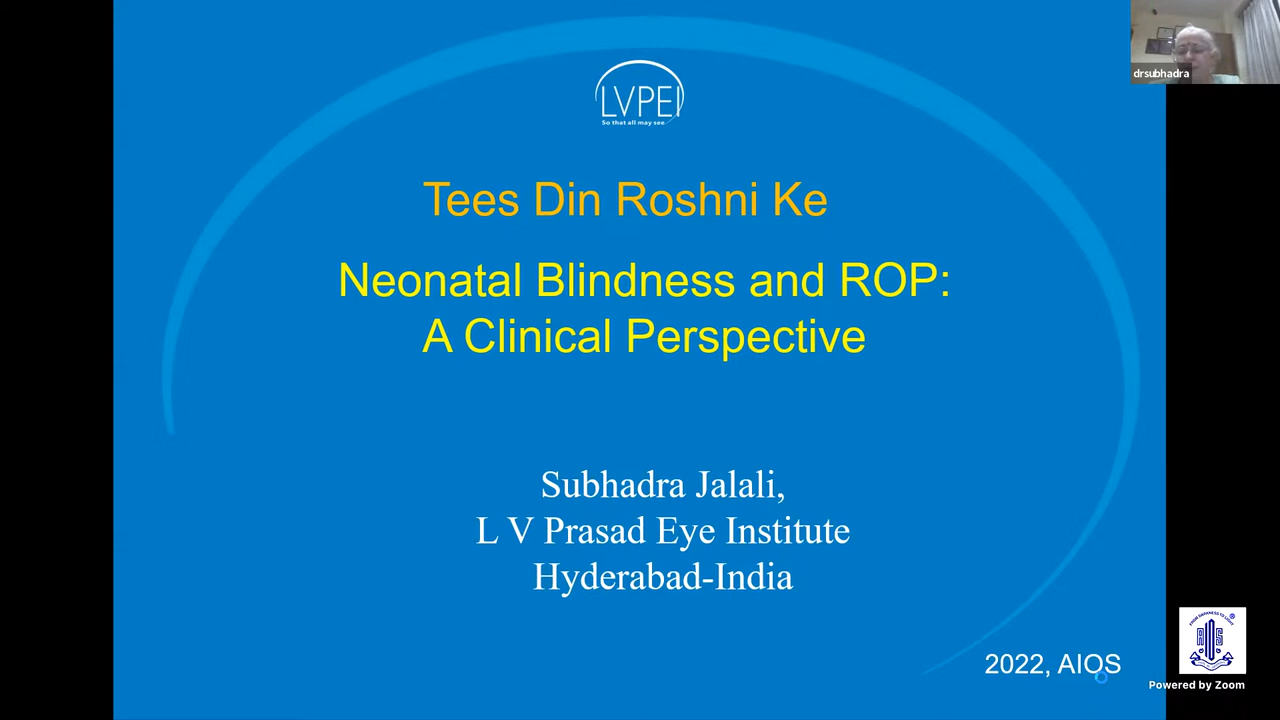 drsubhadra
LVPEI
So that all may see
Tees Din Roshni Ke
Neonatal Blindness and ROP:
A Clinical Perspective
Subhadra Jalali,
L V Prasad Eye Institute
Hyderabad-India
2022, AIOS
AIOS
Powered by Zoom